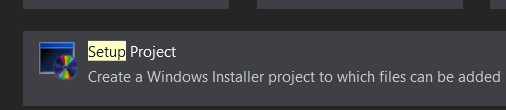 Setup Project
Create a Windows Installer project to which files can be added